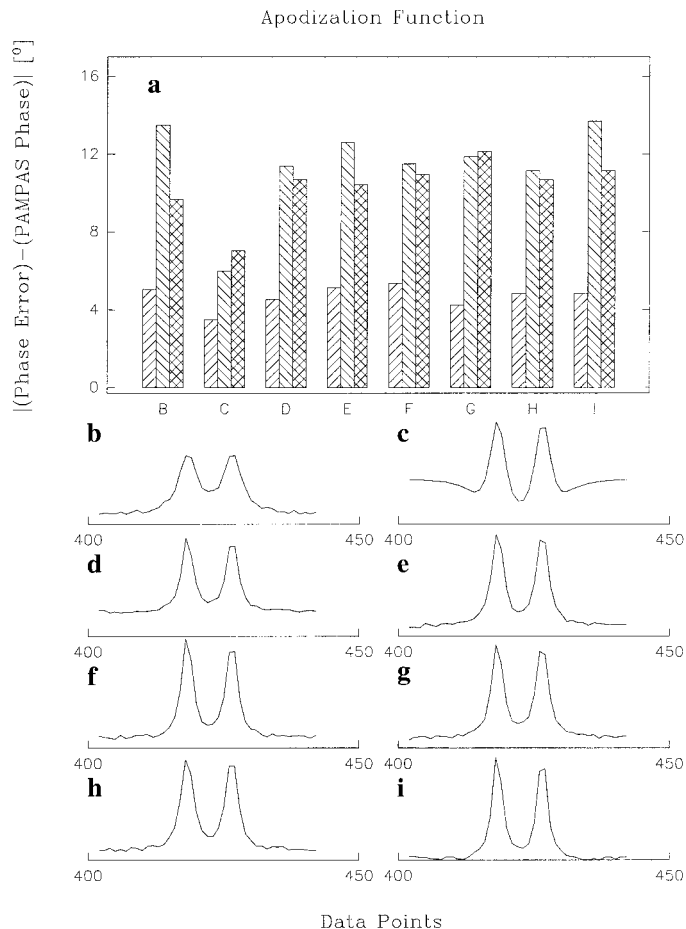 Apodization Function
|(Phase Error)-(PAMPAS Phase)| [º]
a
16
12
8
4
0
B C D E F G H I
b
400 450
c
400 450
d
400 450
e
400 450
f
400 450
g
400 450
h
400 450
i
400 450
Data Points